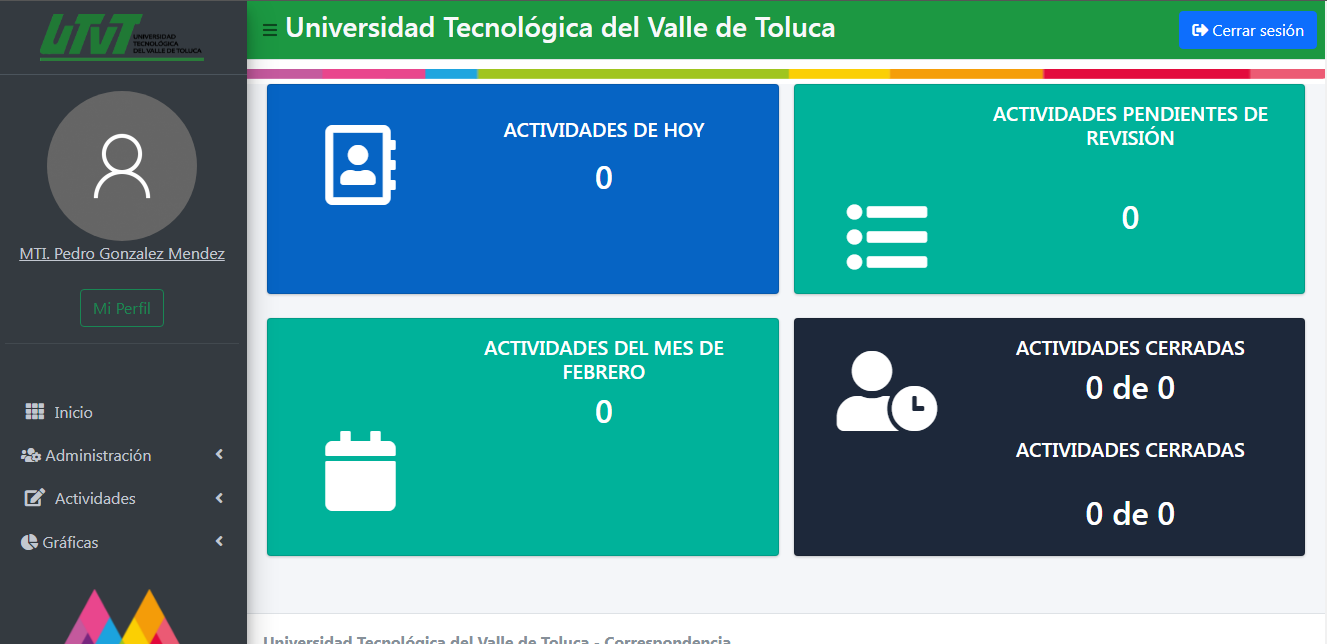 UTVT
UNIVERSIDAD
TECNOLÓGICA
DEL VALLE DE TOLUCA
Universidad Tecnológica del Valle de Toluca
Cerrar sesión
MTI. Pedro Gonzalez Mendez
Mi Perfil
Inicio
Administración
Actividades
Gráficas
ACTIVIDADES DE HOY
0
ACTIVIDADES PENDIENTES DE
REVISIÓN
0
ACTIVIDADES DEL MES DE
FEBRERO
0
ACTIVIDADES CERRADAS
0 de 0
ACTIVIDADES CERRADAS
0 de 0
Universidad Tecnológica del Valle de Toluca - Correspondencia